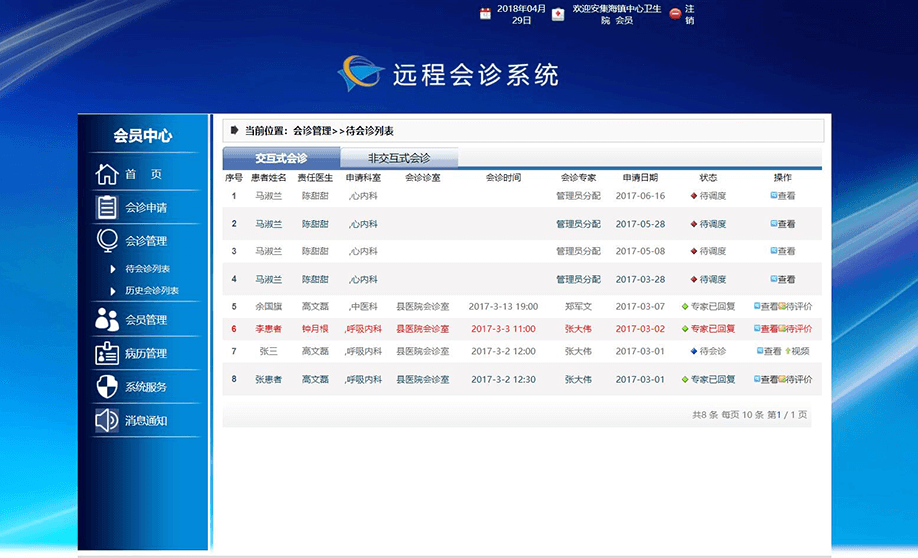 2018年04月
29日
欢迎安集海镇中心卫生
院 会员
注
销
远程会诊系统
会员中心
首 页
会诊申请
会诊管理
待会诊列表
历史会诊列表
会员管理
病历管理
系统服务
消息通知
当前位置：会诊管理>>待会诊列表
交互式会诊 非交互式会诊
序号 患者姓名 责任医生 申请科室 会诊诊室 会诊时间 会诊专家 申请日期 状态 操作
1 马淑兰 陈甜甜 ,心内科 管理员分配 2017-06-16 待调度 查看
2 马淑兰 陈甜甜 ,心内科 管理员分配 2017-05-28 待调度 查看
3 马淑兰 陈甜甜 ,心内科 管理员分配 2017-05-08 待调度 查看
4 马淑兰 陈甜甜 ,心内科 管理员分配 2017-03-28 待调度 查看
5 余国旗 高文磊 ,中医科 县医院会诊室 2017-3-13 19:00 郑军文 2017-03-07 专家已回复 查看 待评价
6 李患者 钟月根 ,呼吸内科 县医院会诊室 2017-3-3 11:00 张大伟 2017-03-02 专家已回复 查看 待评价
7 张三 高文磊 ,呼吸内科 县医院会诊室 2017-3-2 12:00 张大伟 2017-03-01 待会诊 查看 视频
8 张患者 高文磊 ,呼吸内科 县医院会诊室 2017-3-2 12:30 张大伟 2017-03-01 专家已回复 查看 待评价
共8 条 每页 10 条 第1 / 1 页